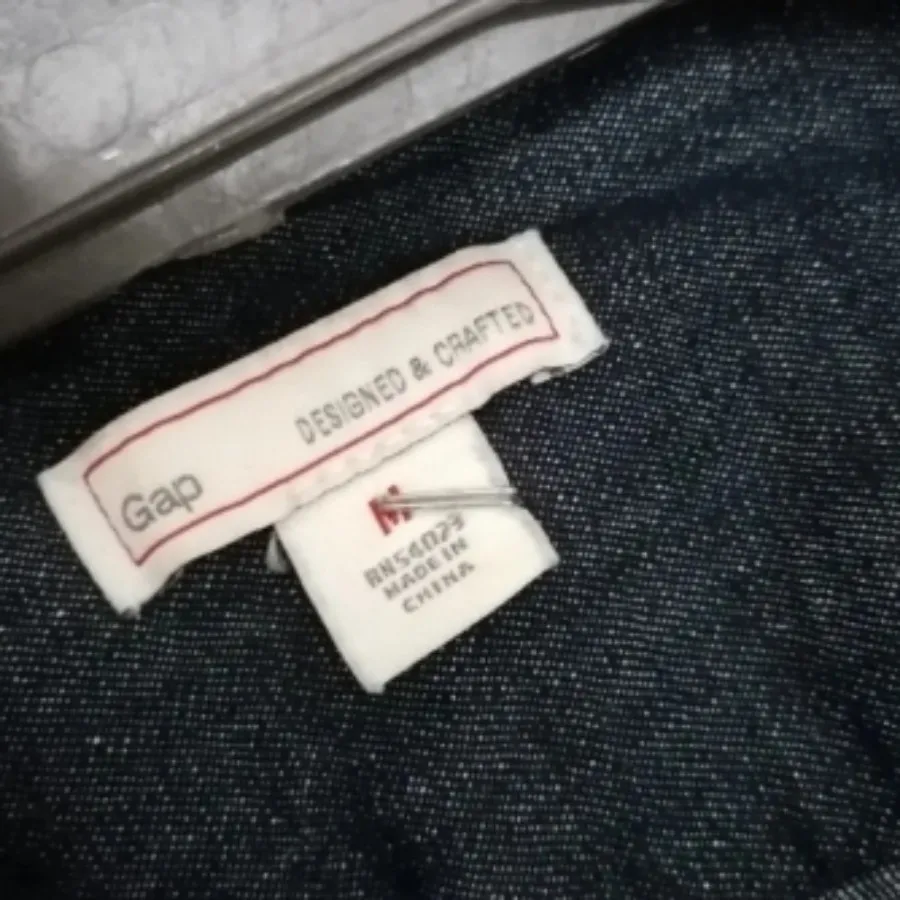 Gap
DESIGNED & CRAFTED
M
RN54023
MADE IN
CHINA